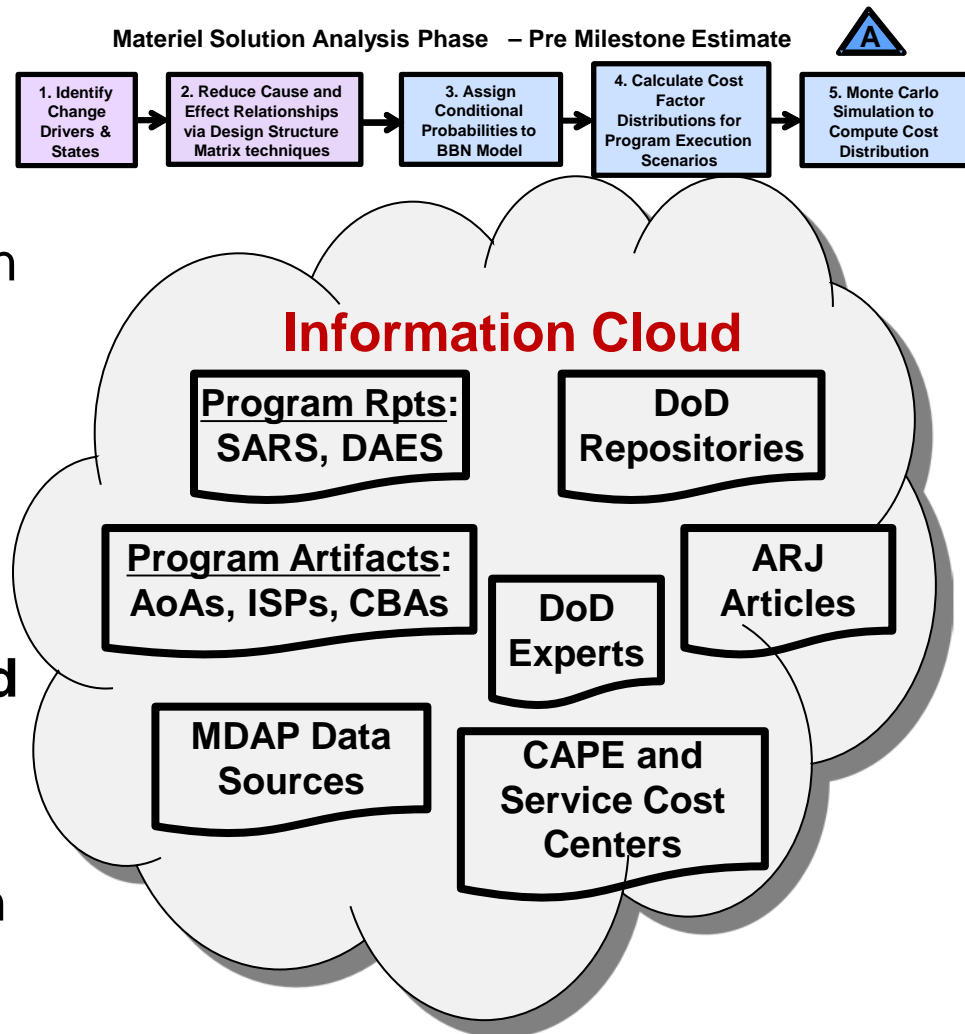 Materiel Solution Analysis Phase – Pre Milestone Estimate
A
1. Identify
Change
Drivers &
States
2. Reduce Cause and
Effect Relationships
via Design Structure
Matrix techniques
3. Assign
Conditional
Probabilities to
BBN Model
4. Calculate Cost
Factor
Distributions for
Program Execution
Scenarios
5. Monte Carlo
Simulation to
Compute Cost
Distribution
Information Cloud
Program Rpts:
SARS, DAES
DoD
Repositories
Program Artifacts:
AoAs, ISPs, CBAs
DoD
Experts
ARJ
Articles
MDAP Data
Sources
CAPE and
Service Cost
Centers